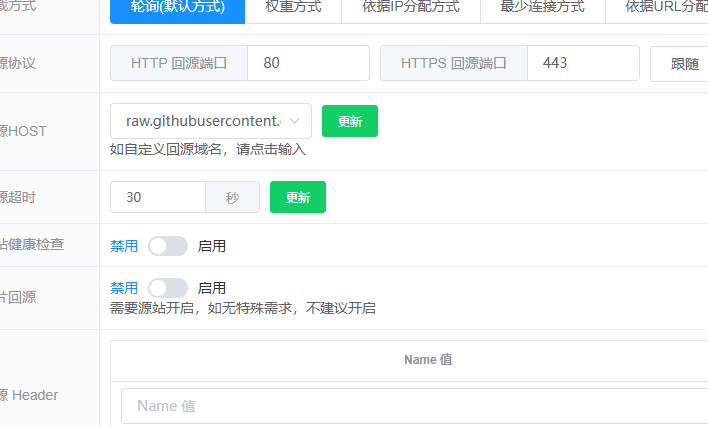 载方式 轮询(默认方式) 权重方式 依据IP分配方式 最少连接方式 依据URL分配
源协议 HTTP 回源端口 80 HTTPS 回源端口 443 跟随
源HOST raw.githubusercontent. 更新
如自定义回源域名，请点击输入
源超时 30 秒 更新
站健康检查 禁用 启用
片回源 禁用 启用
需要源站开启，如无特殊需求，不建议开启
源 Header Name 值
Name 值